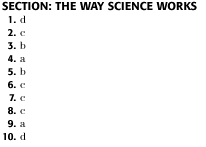 SECTION: THE WAY SCIENCE WORKS
1. d
2. c
3. b
4. a
5. b
6. c
7. c
8. c
9. a
10. d